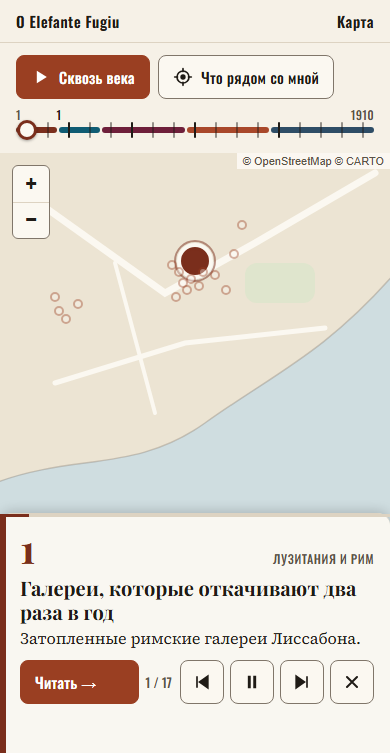 O Elefante Fugiu
Карта
Сквозь века
Что рядом со мной
1
1
1910
© OpenStreetMap © CARTO
+
−
1
ЛУЗИТАНИЯ И РИМ
Галереи, которые откачивают два
раза в год
Затопленные римские галереи Лиссабона.
Читать →
1 / 17